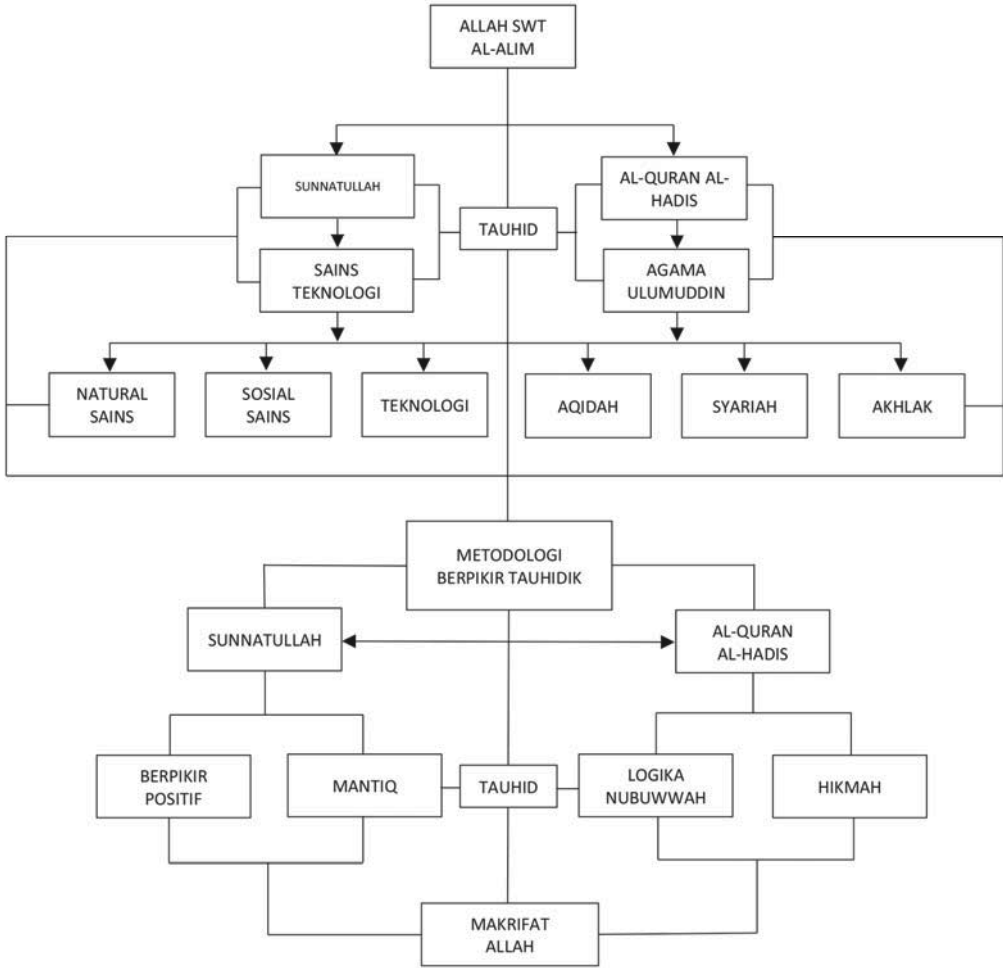 ALLAH SWT
AL-ALIM
SUNNATULLAH
AL-QURAN AL-
HADIS
TAUHID
SAINS
TEKNOLOGI
AGAMA
ULUMUDDIN
NATURAL
SAINS
SOSIAL
SAINS
TEKNOLOGI
AQIDAH
SYARIAH
AKHLAK
METODOLOGI
BERPIKIR TAUHIDIK
SUNNATULLAH
AL-QURAN
AL-HADIS
BERPIKIR
POSITIF
MANTIQ
TAUHID
LOGIKA
NUBUWWAH
HIKMAH
MAKRIFAT
ALLAH